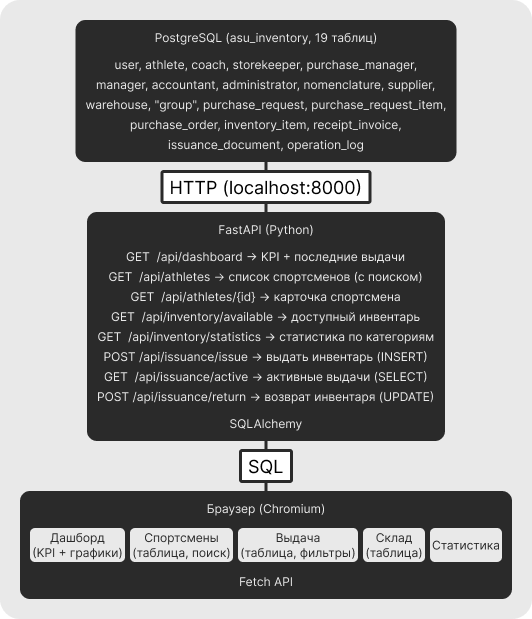 PostgreSQL (asu_inventory, 19 таблиц)
user, athlete, coach, storekeeper, purchase_manager,
manager, accountant, administrator, nomenclature, supplier,
warehouse, "group", purchase_request, purchase_request_item,
purchase_order, inventory_item, receipt_invoice,
issuance_document, operation_log
HTTP (localhost:8000)
FastAPI (Python)
GET /api/dashboard → KPI + последние выдачи
GET /api/athletes → список спортсменов (с поиском)
GET /api/athletes/{id} → карточка спортсмена
GET /api/inventory/available → доступный инвентарь
GET /api/inventory/statistics → статистика по категориям
POST /api/issuance/issue → выдать инвентарь (INSERT)
GET /api/issuance/active → активные выдачи (SELECT)
POST /api/issuance/return → возврат инвентаря (UPDATE)
SQLAlchemy
SQL
Браузер (Chromium)
Дашборд
(KPI + графики)
Спортсмены
(таблица, поиск)
Выдача
(таблица, фильтры)
Склад
(таблица)
Статистика
Fetch API